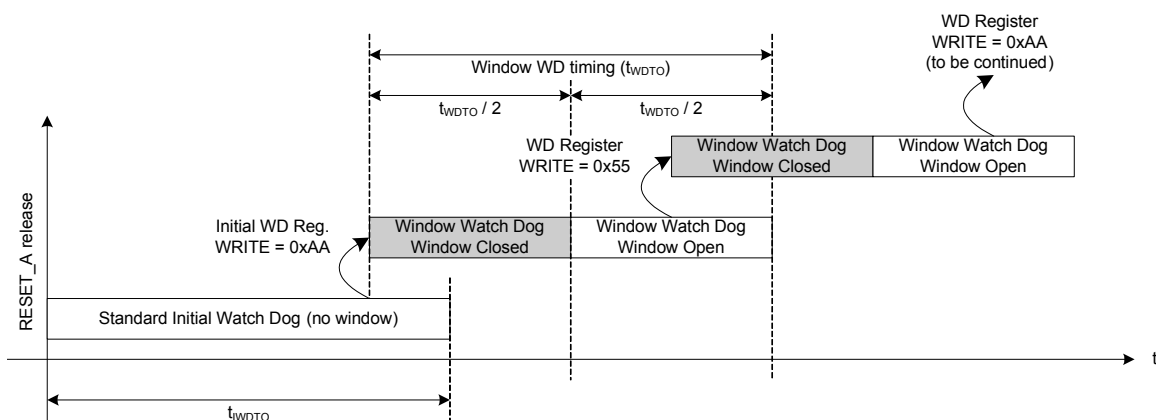 WD Register
WRITE = 0xAA
(to be continued)
Window WD timing (tWDTO)
tWDTO / 2
tWDTO / 2
WD Register
WRITE = 0x55
Window Watch Dog
Window Closed
Window Watch Dog
Window Open
Initial WD Reg.
WRITE = 0xAA
Window Watch Dog
Window Closed
Window Watch Dog
Window Open
RESET_A release
Standard Initial Watch Dog (no window)
t
tIWDTO